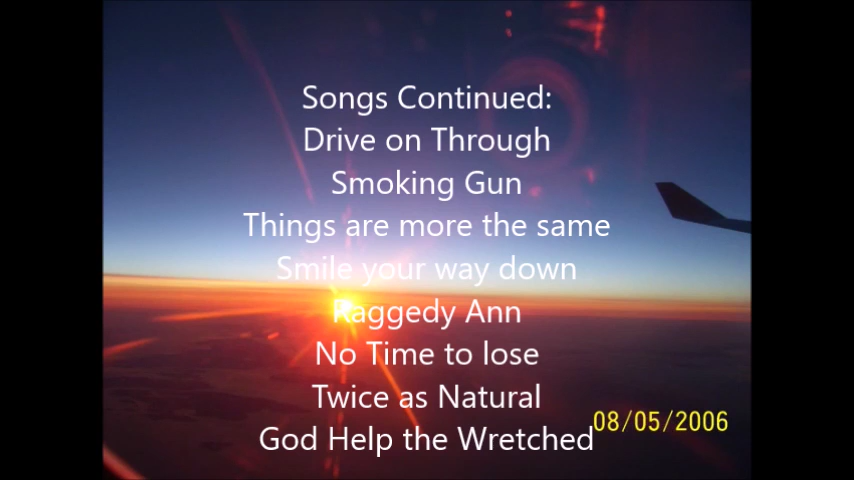 Songs Continued:
Drive on Through
Smoking Gun
Things are more the same
Smile your way down
Raggedy Ann
No Time to lose
Twice as Natural
God Help the Wretched
08/05/2006